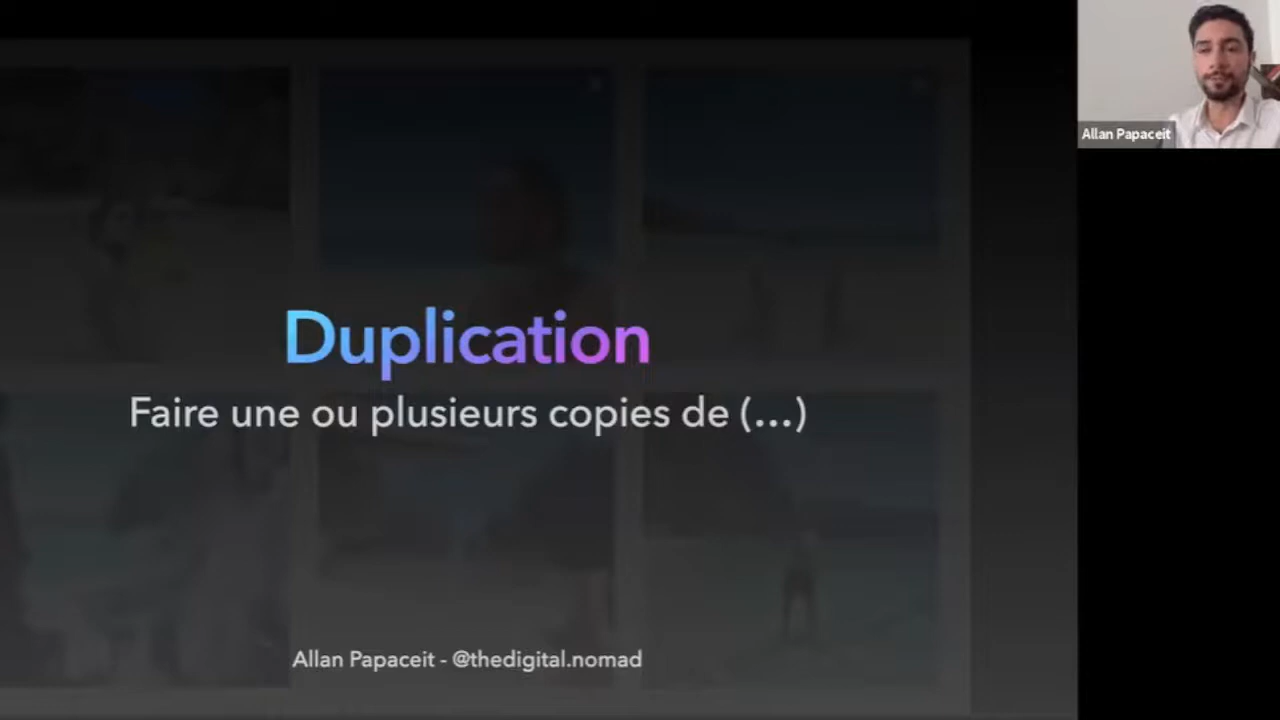 Allan Papaceit
Duplication
Faire une ou plusieurs copies de (...)
Allan Papaceit - @thedigital.nomad